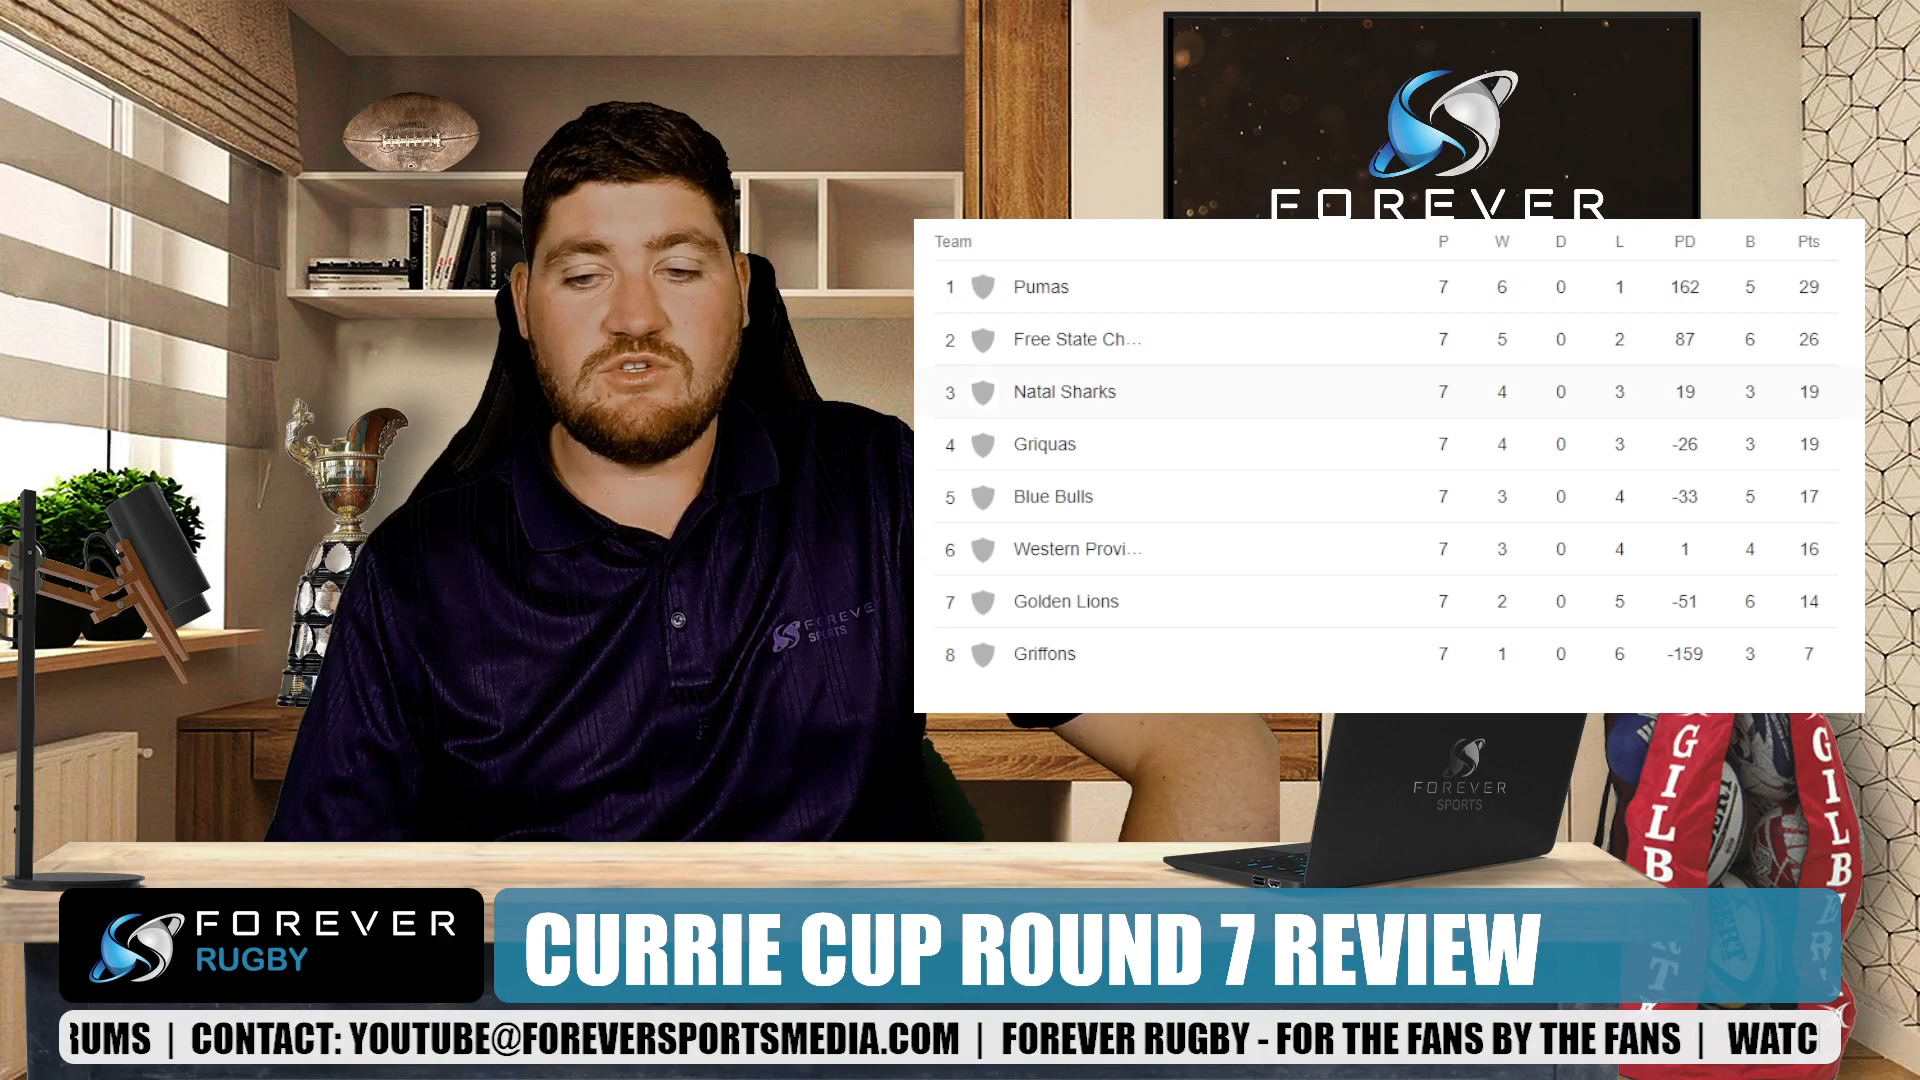 FOREVER
Team P W D L PD B Pts
1 Pumas 7 6 0 1 162 5 29
2 Free State Ch... 7 5 0 2 87 6 26
3 Natal Sharks 7 4 0 3 19 3 19
4 Griquas 7 4 0 3 -26 3 19
5 Blue Bulls 7 3 0 4 -33 5 17
6 Western Provi... 7 3 0 4 1 4 16
7 Golden Lions 7 2 0 5 -51 6 14
8 Griffons 7 1 0 6 -159 3 7
FOREVE
SPORTS
FOREVER
SPORTS
GILB
GILBERT
FOREVER
RUGBY
CURRIE CUP ROUND 7 REVIEW
RUMS | CONTACT: YOUTUBE@FOREVERSPORTSMEDIA.COM | FOREVER RUGBY - FOR THE FANS BY THE FANS | WATC